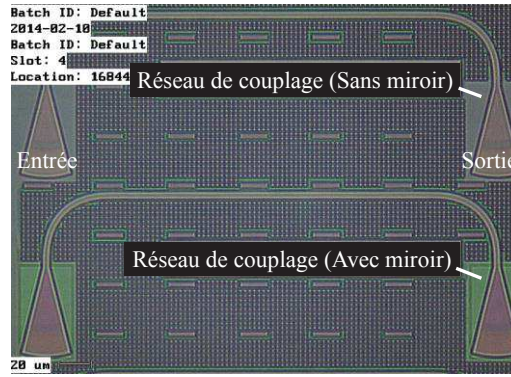 Batch ID: Default
2014-02-10
Batch ID: Default
Slot: 4
Location: 16844
Réseau de couplage (Sans miroir)
Entrée
Sortie
Réseau de couplage (Avec miroir)
20 um